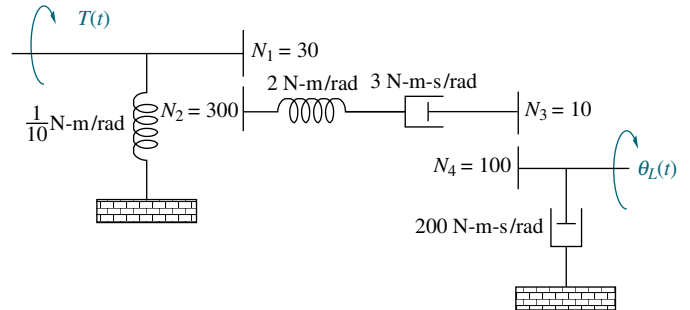 T(t)
N₁ = 30
2 N-m/rad 3 N-m-s/rad
1/10 N-m/rad
N₂ = 300
N₃ = 10
N₄ = 100
θL(t)
200 N-m-s/rad